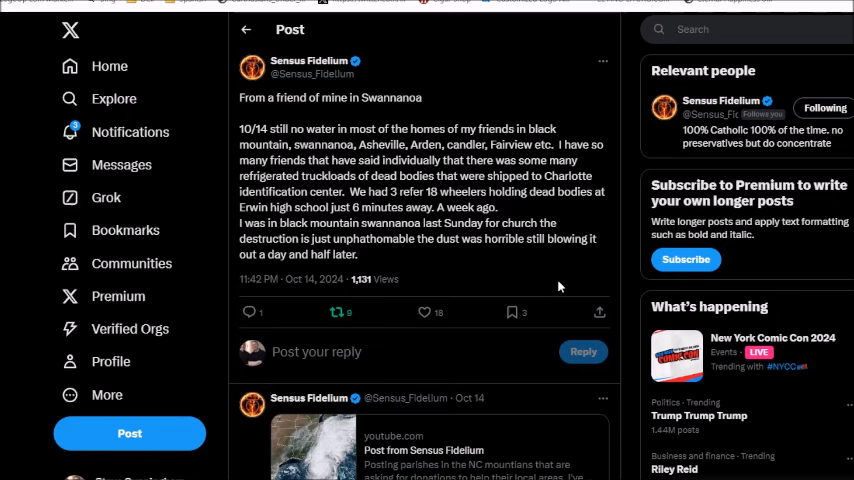 Post
Search
Home
Explore
3
Notifications
Messages
Grok
Bookmarks
Communities
Premium
Verified Orgs
Profile
More
Post
Sensus Fidelium
@Sensus_Fidelium
From a friend of mine in Swannanoa
10/14 still no water in most of the homes of my friends in black
mountain, swannanoa, Asheville, Arden, candler, Fairview etc.  I have so
many friends that have said individually that there was some many
refrigerated truckloads of dead bodies that were shipped to Charlotte
identification center.  We had 3 refer 18 wheelers holding dead bodies at
Erwin high school just 6 minutes away. A week ago.
I was in black mountain swannanoa last Sunday for church the
destruction is just unphathomable the dust was horrible still blowing it
out a day and half later.
11:42 PM · Oct 14, 2024 · 1,131 Views
1
9
18
3
Post your reply
Reply
Sensus Fidelium @Sensus_Fidelium · Oct 14
youtube.com
Post from Sensus Fidelium
Posting parishes in the NC mountians that are
asking for donations to help their local areas. I've
Relevant people
Sensus Fidelium
@Sensus_Fid Follows you
Following
100% Catholic 100% of the time. no
preservatives but do concentrate
Subscribe to Premium to write
your own longer posts
Write longer posts and apply text formatting
such as bold and italic.
Subscribe
What's happening
New York Comic Con 2024
Events · LIVE
Trending with #NYCC
Politics · Trending
Trump Trump Trump
1.44M posts
Business and finance · Trending
Riley Reid